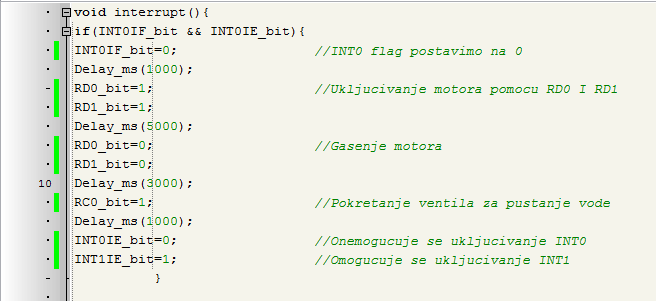 void interrupt(){
if(INT0IF_bit && INT0IE_bit){
INT0IF_bit=0; //INT0 flag postavimo na 0
Delay_ms(1000);
RD0_bit=1; //Ukljucivanje motora pomocu RD0 I RD1
RD1_bit=1;
Delay_ms(5000);
RD0_bit=0; //Gasenje motora
RD1_bit=0;
10 Delay_ms(3000);
RC0_bit=1; //Pokretanje ventila za pustanje vode
Delay_ms(1000);
INT0IE_bit=0; //Onemogucuje se ukljucivanje INT0
INT1IE_bit=1; //Omogucuje se ukljucivanje INT1
}